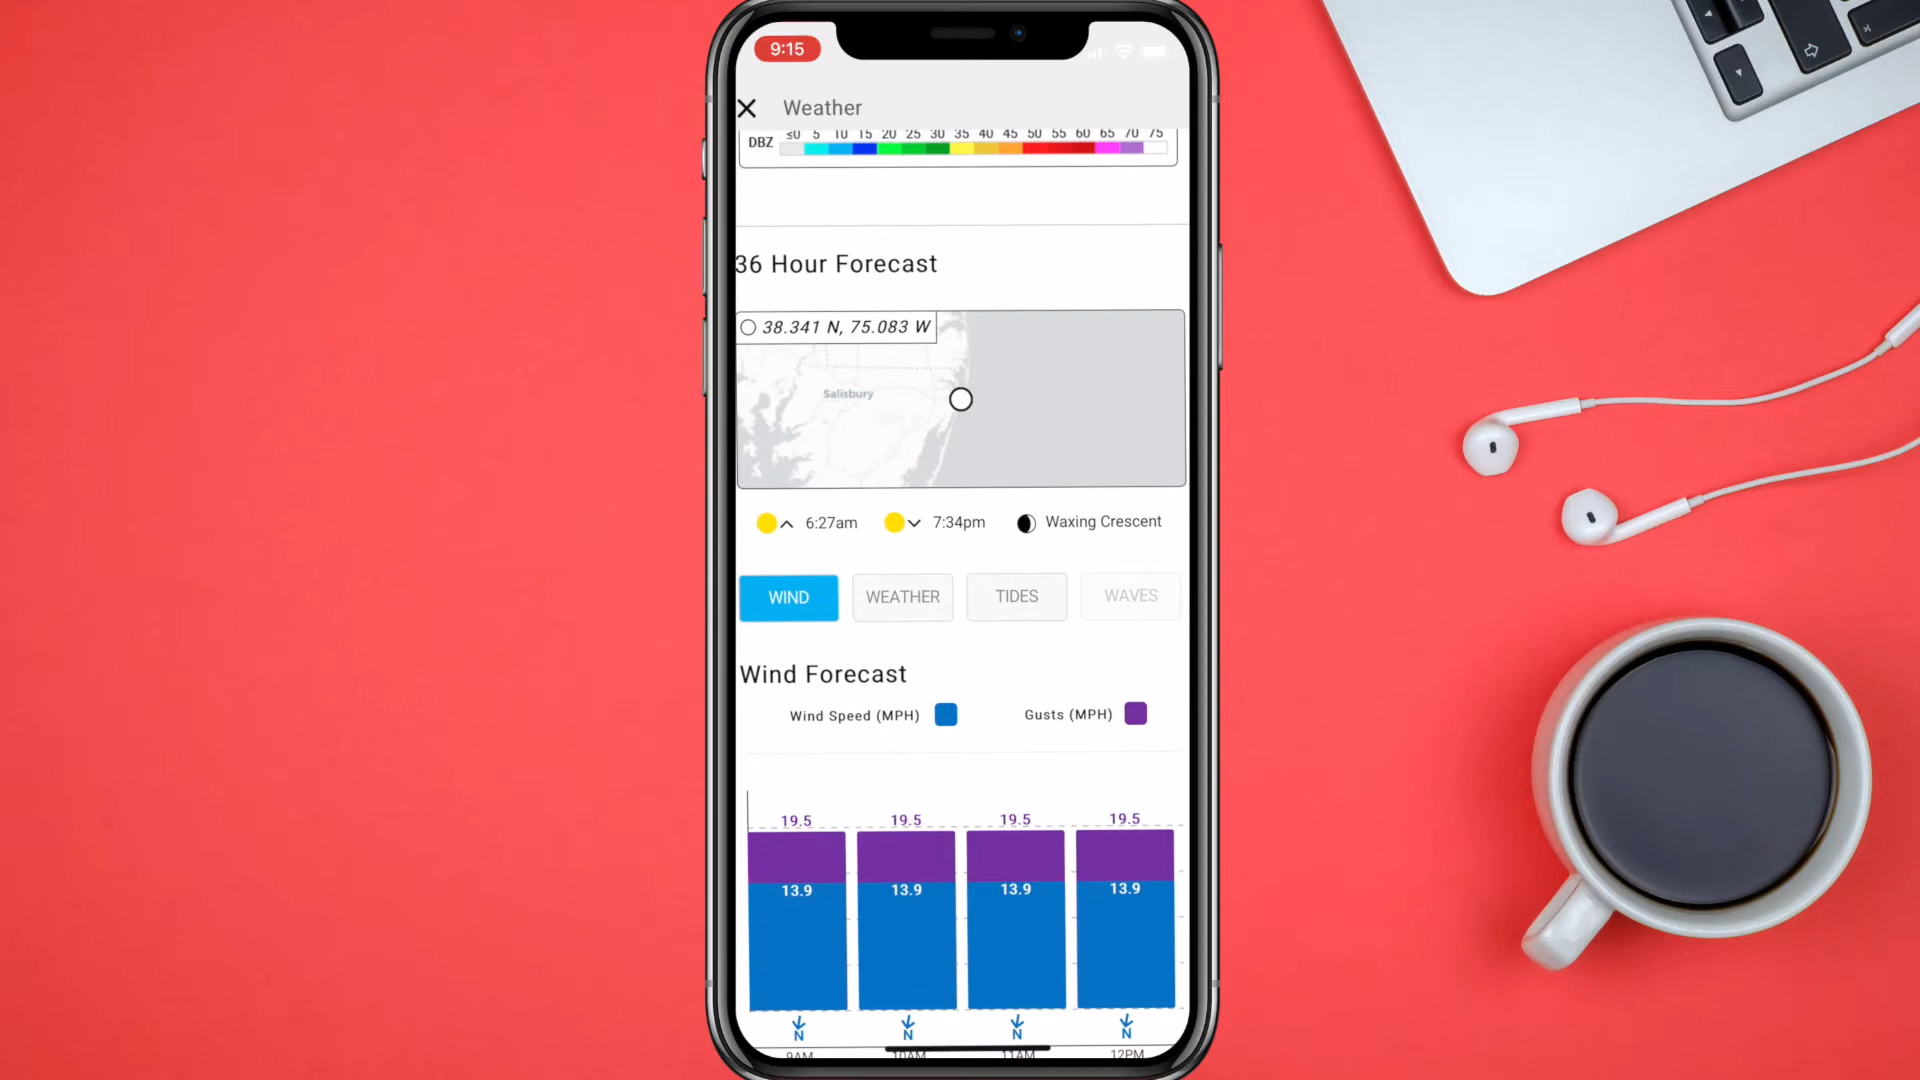 9:15
Weather
DBZ ≤0 5 10 15 20 25 30 35 40 45 50 55 60 65 70 75
36 Hour Forecast
38.341 N, 75.083 W
Salisbury
6:27am 7:34pm Waxing Crescent
WIND WEATHER TIDES WAVES
Wind Forecast
Wind Speed (MPH) Gusts (MPH)
19.5 19.5 19.5 19.5
13.9 13.9 13.9 13.9
N N N N
9AM 10AM 11AM 12PM